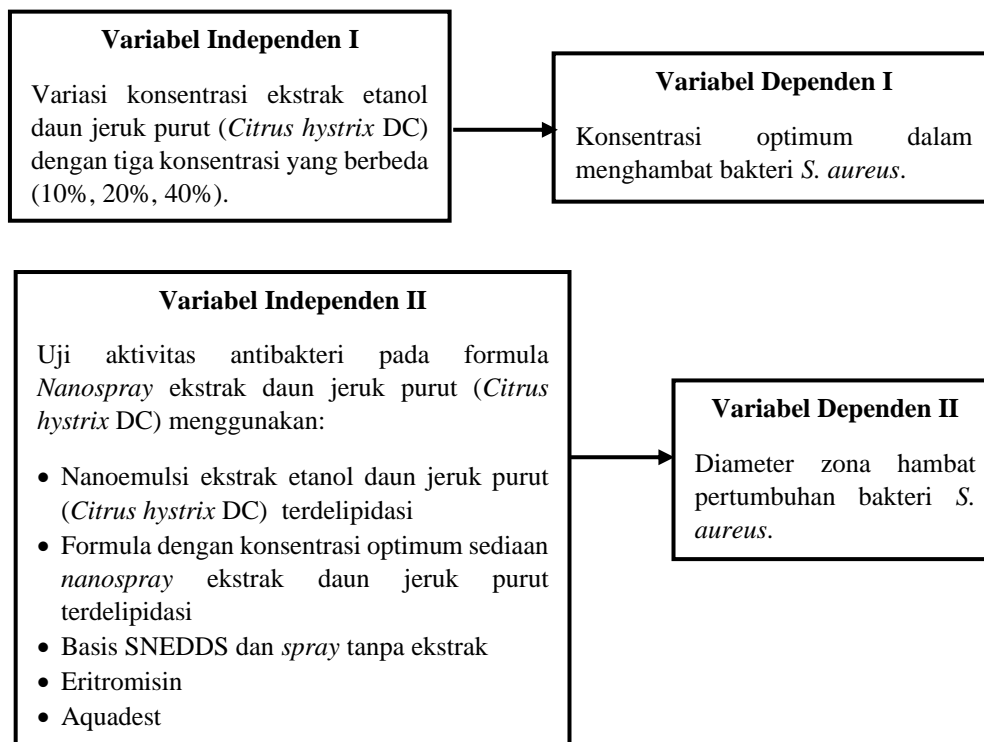 Variabel Independen I
Variasi konsentrasi ekstrak etanol
daun jeruk purut (Citrus hystrix DC)
dengan tiga konsentrasi yang berbeda
(10%, 20%, 40%).
Variabel Dependen I
Konsentrasi optimum dalam
menghambat bakteri S. aureus.
Variabel Independen II
Uji aktivitas antibakteri pada formula
Nanospray ekstrak daun jeruk purut (Citrus
hystrix DC) menggunakan:
• Nanoemulsi ekstrak etanol daun jeruk purut
(Citrus hystrix DC) terdelipidasi
• Formula dengan konsentrasi optimum sediaan
nanospray ekstrak daun jeruk purut
terdelipidasi
• Basis SNEDDS dan spray tanpa ekstrak
• Eritromisin
• Aquadest
Variabel Dependen II
Diameter zona hambat
pertumbuhan bakteri S.
aureus.